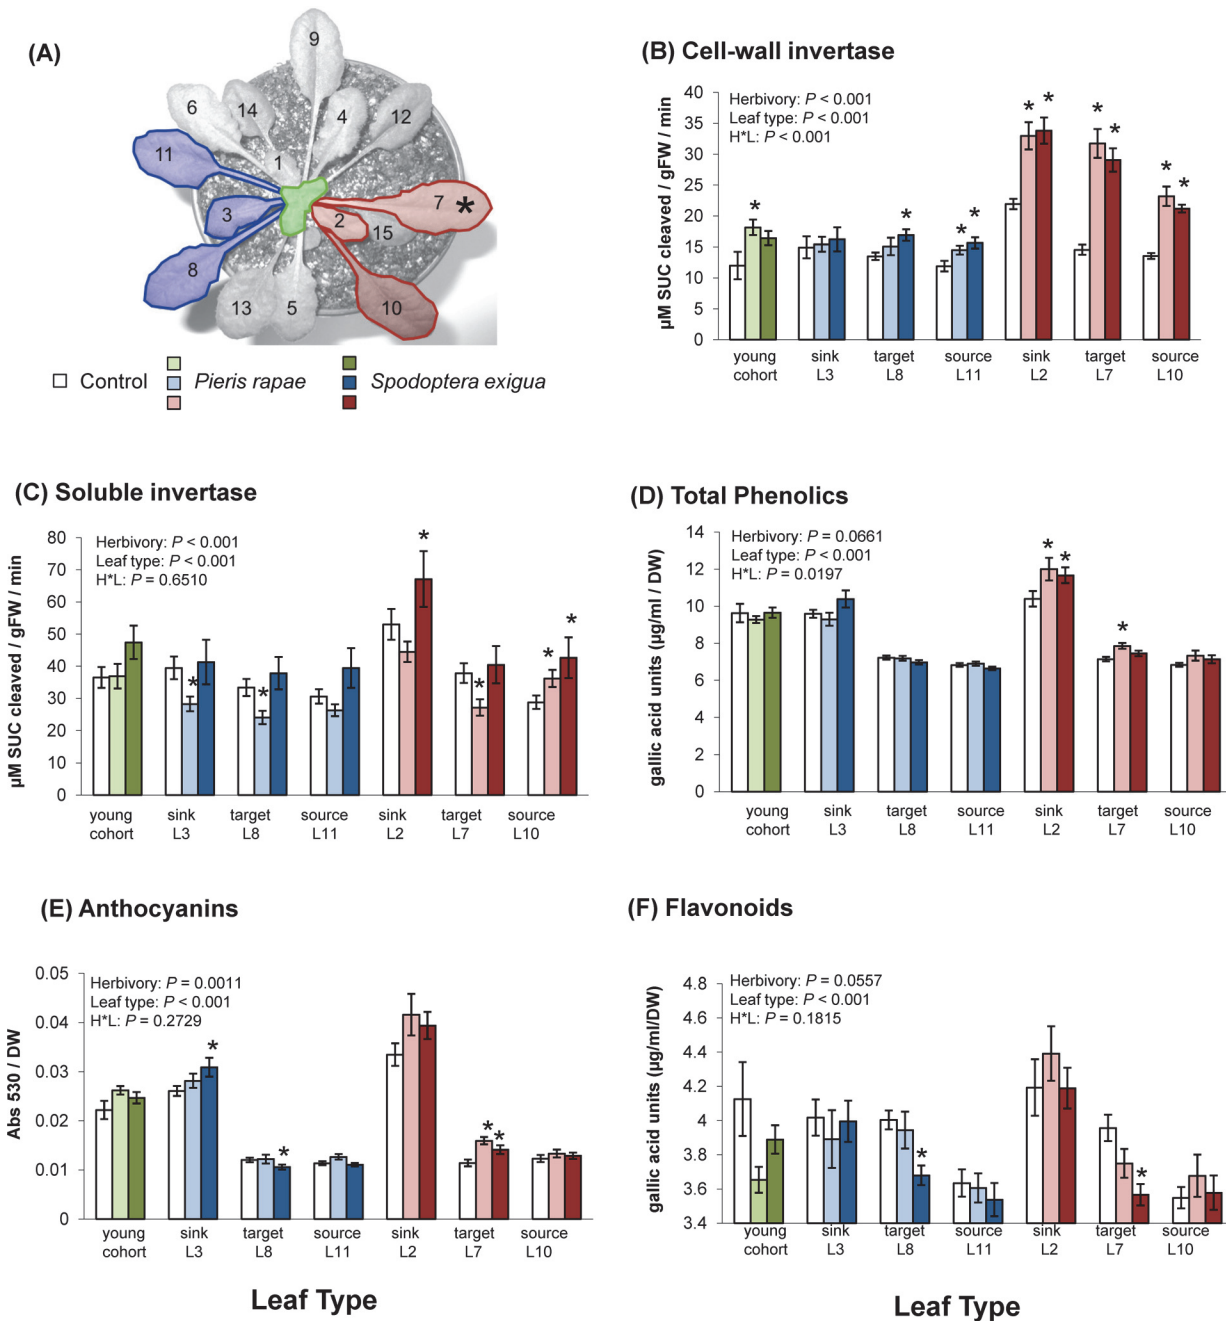 (A)
9
6
14
4
12
11
1
3
2
7
*
15
8
13
5
10
Control
Pieris rapae
Spodoptera exigua
(B) Cell-wall invertase
µM SUC cleaved / gFW / min
40
35
30
25
20
15
10
5
0
Herbivory: P < 0.001
Leaf type: P < 0.001
H*L: P < 0.001
* * * * * * * * * *
young cohort
sink L3
target L8
source L11
sink L2
target L7
source L10
(C) Soluble invertase
µM SUC cleaved / gFW / min
80
70
60
50
40
30
20
10
0
Herbivory: P < 0.001
Leaf type: P < 0.001
H*L: P = 0.6510
* * * * * *
young cohort
sink L3
target L8
source L11
sink L2
target L7
source L10
(D) Total Phenolics
gallic acid units (µg/ml / DW)
14
12
10
8
6
4
2
0
Herbivory: P = 0.0661
Leaf type: P < 0.001
H*L: P = 0.0197
* * *
young cohort
sink L3
target L8
source L11
sink L2
target L7
source L10
(E) Anthocyanins
Abs 530 / DW
0.05
0.04
0.03
0.02
0.01
0
Herbivory: P = 0.0011
Leaf type: P < 0.001
H*L: P = 0.2729
* * * *
young cohort
sink L3
target L8
source L11
sink L2
target L7
source L10
Leaf Type
(F) Flavonoids
gallic acid units (µg/ml/DW)
4.8
4.6
4.4
4.2
4
3.8
3.6
3.4
Herbivory: P = 0.0557
Leaf type: P < 0.001
H*L: P = 0.1815
* *
young cohort
sink L3
target L8
source L11
sink L2
target L7
source L10
Leaf Type